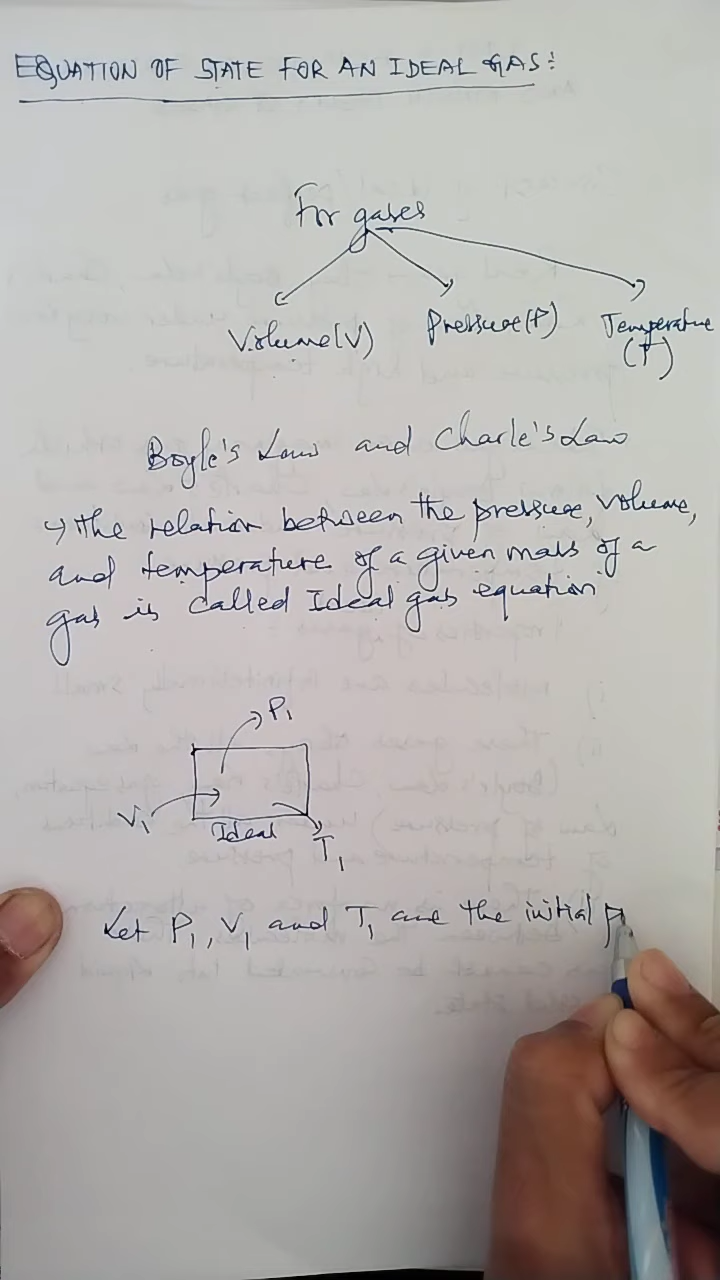 EQUATION OF STATE FOR AN IDEAL GAS:
For gases
Volume(V) Pressure(P) Temperature
(T)
Boyle's Law and Charle's Law
→ the relation between the pressure, volume,
and temperature of a given mass of a
gas is called Ideal gas equation
P₁
V₁
Ideal
T₁
Let P₁, V₁ and T₁ are the initial p